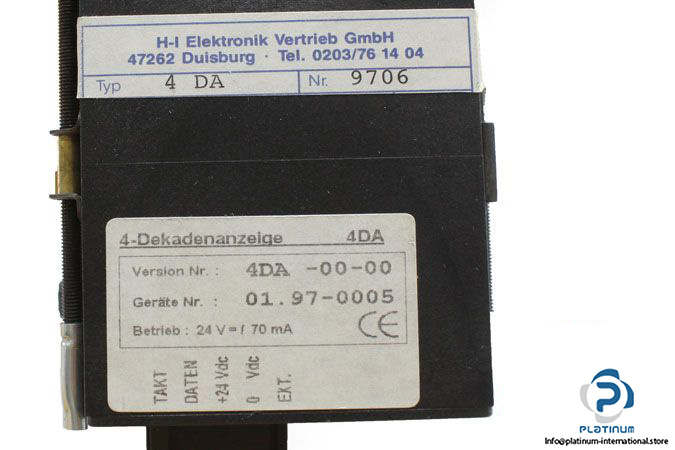 H-I Elektronik Vertrieb GmbH
47262 Duisburg · Tel. 0203/76 14 04
Typ 4 DA Nr. 9706
4-Dekadenanzeige 4DA
Version Nr. : 4DA -00-00
Geräte Nr. : 01.97-0005
Betrieb : 24 V = / 70 mA
CE
TAKT
DATEN
+24 Vdc
0 Vdc
EXT.
PLATINUM
Info@platinum-international.store